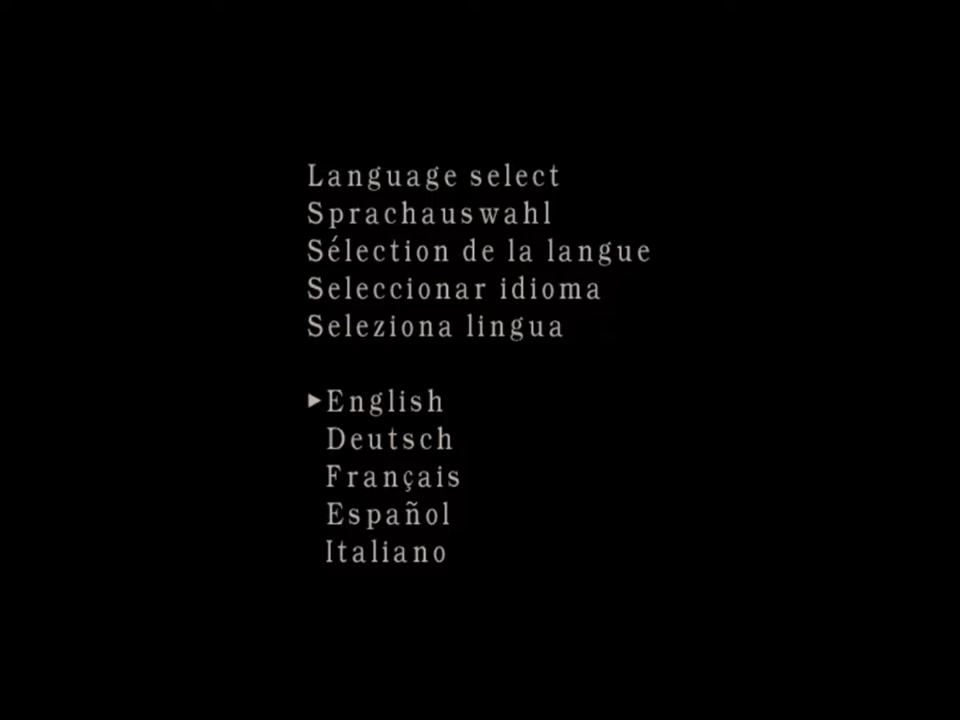 Language select
Sprachauswahl
Sélection de la langue
Seleccionar idioma
Seleziona lingua
English
Deutsch
Français
Español
Italiano